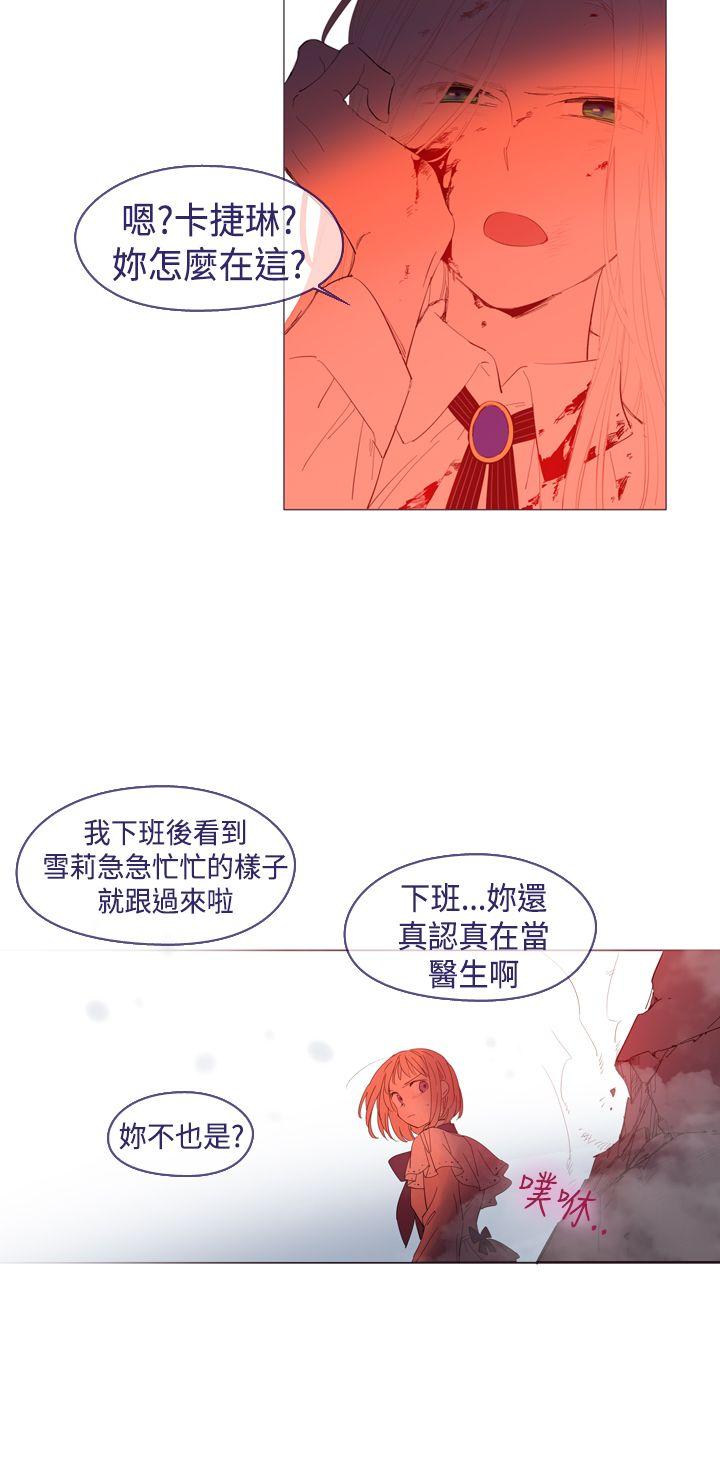 嗯?卡捷琳?
妳怎麼在這?
我下班後看到
雪莉急急忙忙的樣子
就跟過來啦
下班...妳還
真認真在當
醫生啊
妳不也是?
噗咻..